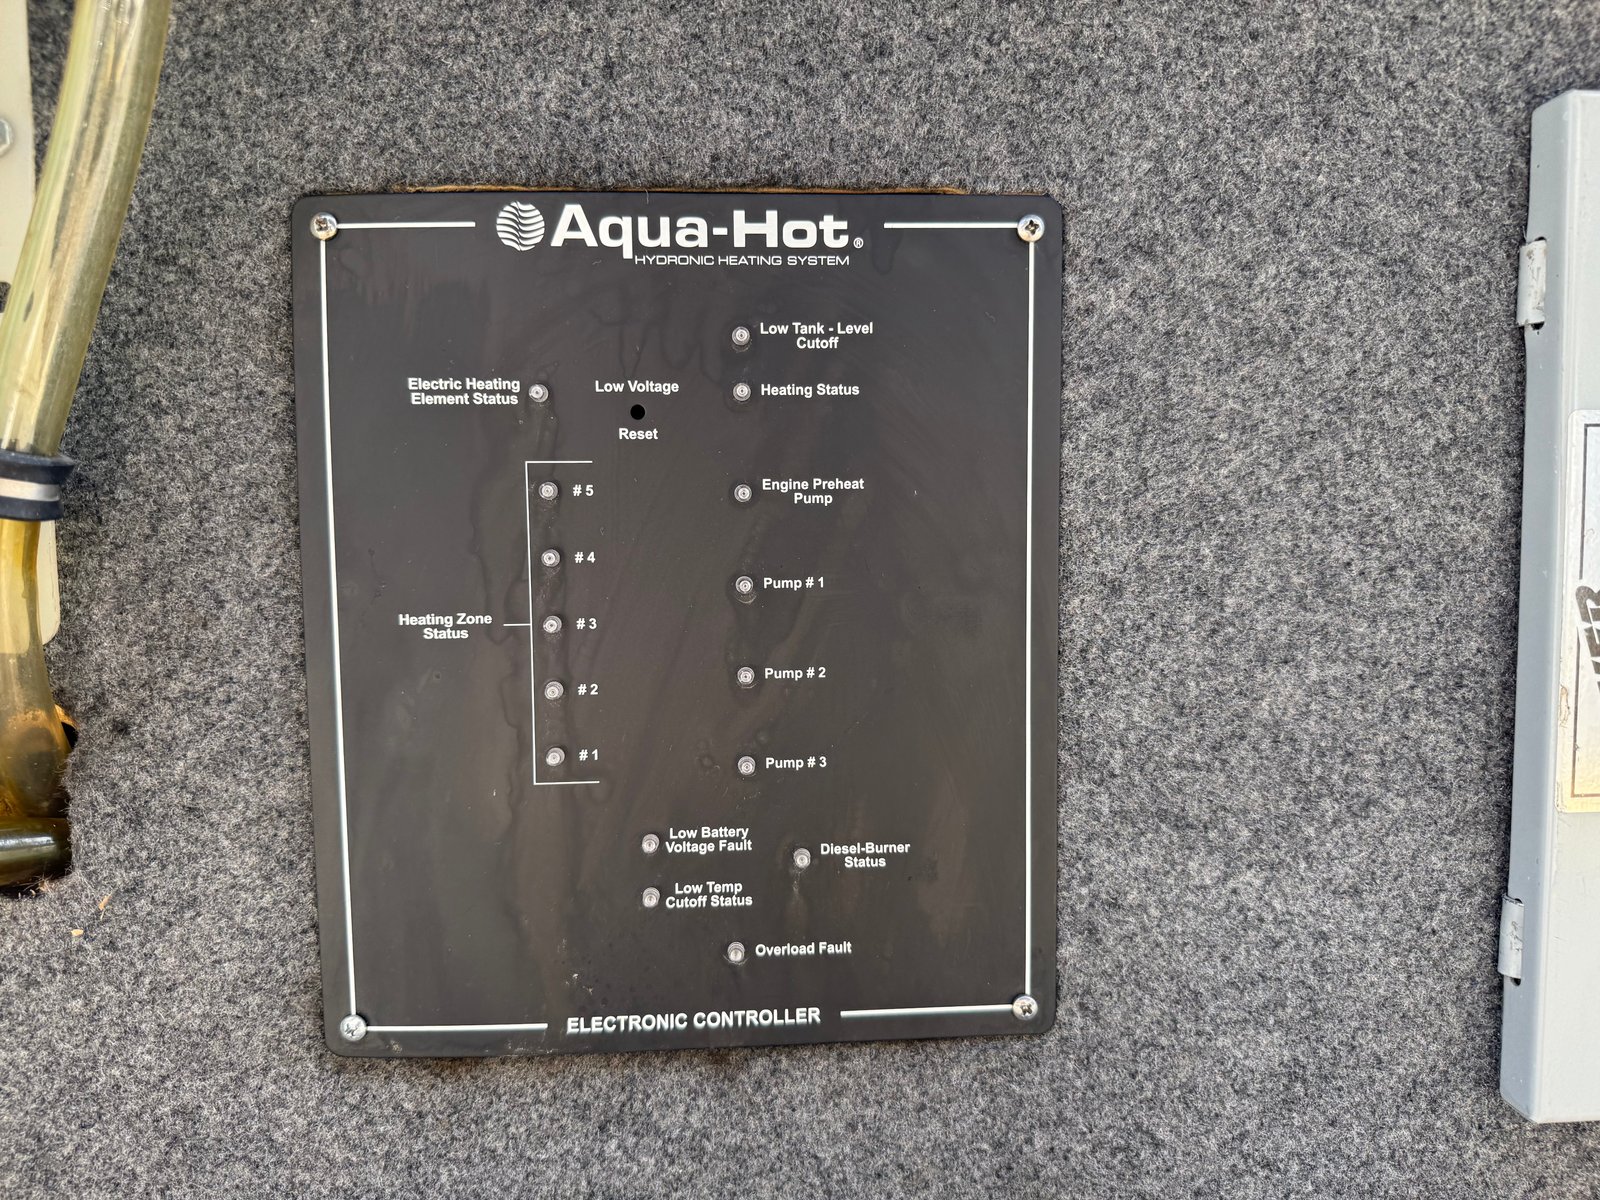 Aqua-Hot®
HYDRONIC HEATING SYSTEM
Low Tank - Level
Cutoff
Electric Heating
Element Status
Low Voltage
Reset
Heating Status
# 5
# 4
# 3
# 2
# 1
Heating Zone
Status
Engine Preheat
Pump
Pump # 1
Pump # 2
Pump # 3
Low Battery
Voltage Fault
Diesel-Burner
Status
Low Temp
Cutoff Status
Overload Fault
ELECTRONIC CONTROLLER